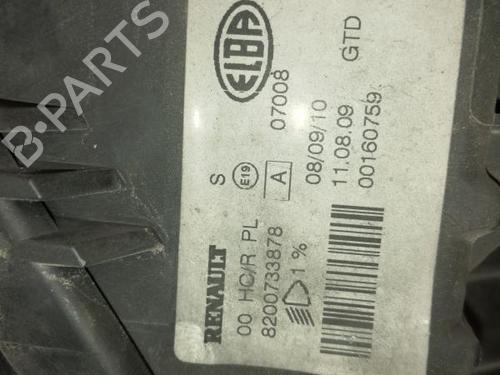 ELBA
07008
GTD
S
E19
A
08/09/10
11.08.09
00160759
RENAULT
00 HC/R PL
8200733878
1 %
B-PARTS